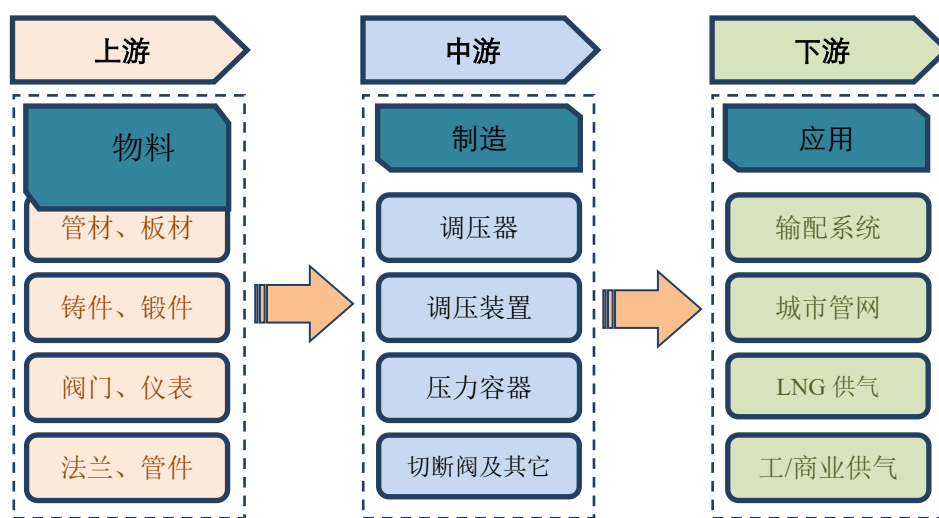 上游
中游
下游
物料
制造
应用
管材、板材
调压器
输配系统
铸件、锻件
调压装置
城市管网
阀门、仪表
压力容器
LNG 供气
法兰、管件
切断阀及其它
工/商业供气